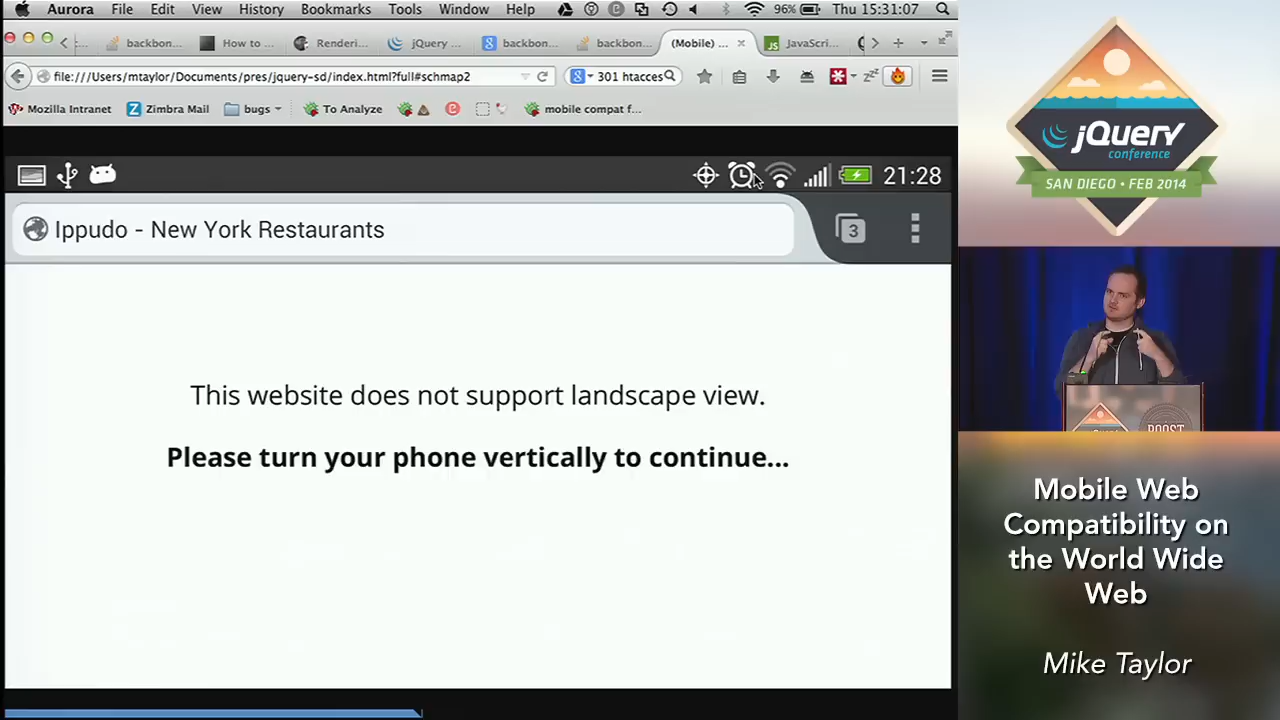 Aurora File Edit View History Bookmarks Tools Window Help 96% Thu 15:31:07
backbon... How to ... Renderi... jQuery ... backbon... backbon... (Mobile) ... JavaScri...
file:///Users/mtaylor/Documents/pres/jquery-sd/index.html?full#schmap2 301 htacces
Mozilla Intranet Zimbra Mail bugs To Analyze mobile compat f...
21:28
Ippudo - New York Restaurants 3
This website does not support landscape view.
Please turn your phone vertically to continue...
jQuery
conference
SAN DIEGO • FEB 2014
BOOST
Mobile Web
Compatibility on
the World Wide
Web
Mike Taylor